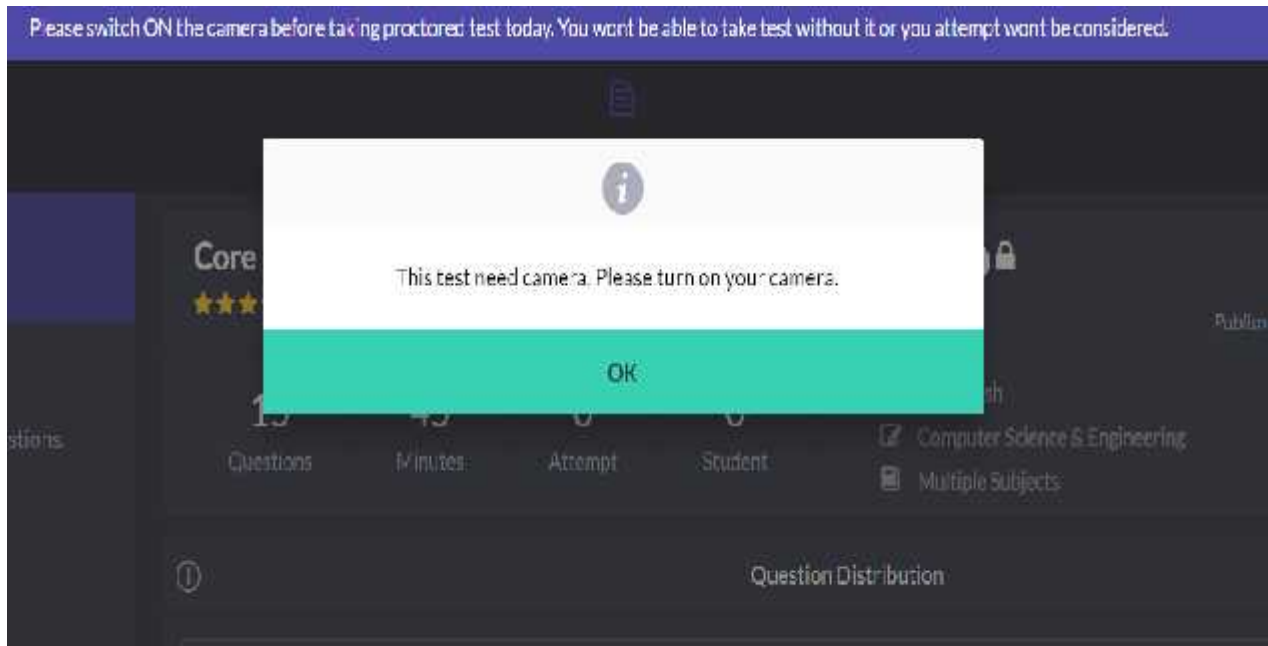 Please switch ON the camera before taking proctored test today. You wont be able to take test without it or you attempt wont be considered.
This test need camera. Please turn on your camera.
Core
OK
Questions
Minutes
Attempt
Student
Computer Science & Engineering
Multiple Subjects
Question Distribution